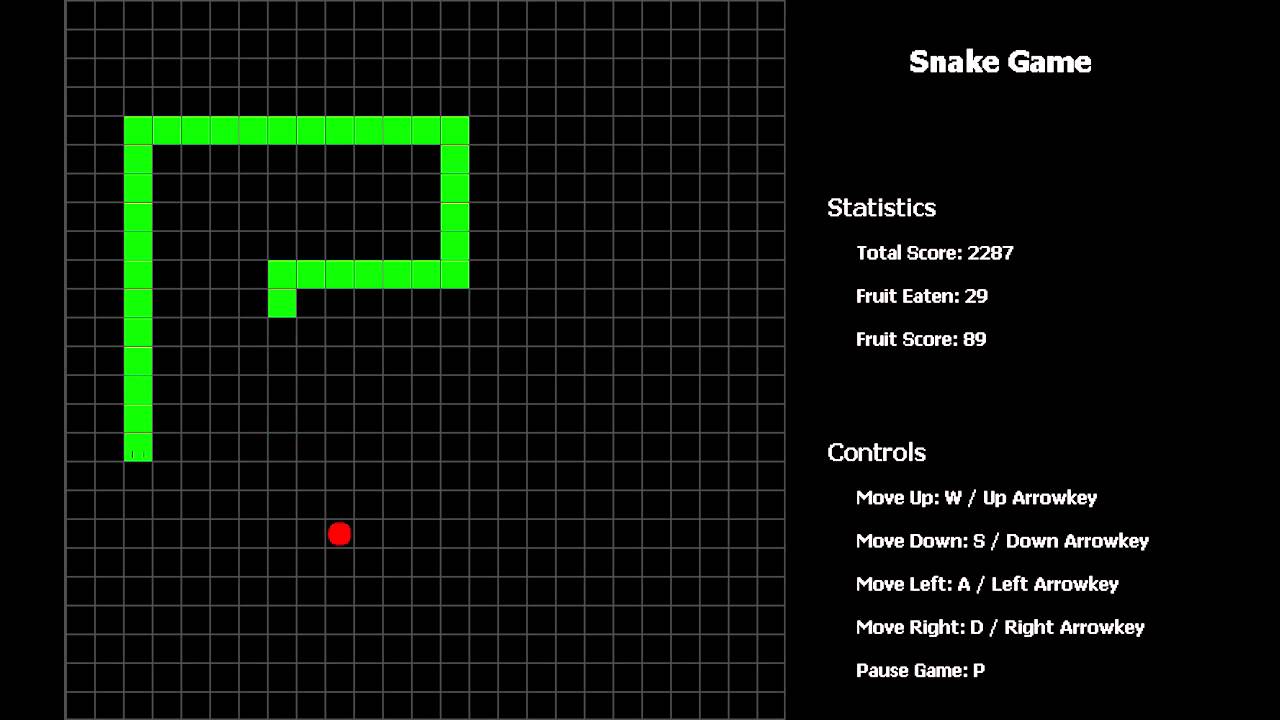 Snake Game
Statistics
Total Score: 2287
Fruit Eaten: 29
Fruit Score: 89
Controls
Move Up: W / Up Arrowkey
Move Down: S / Down Arrowkey
Move Left: A / Left Arrowkey
Move Right: D / Right Arrowkey
Pause Game: P